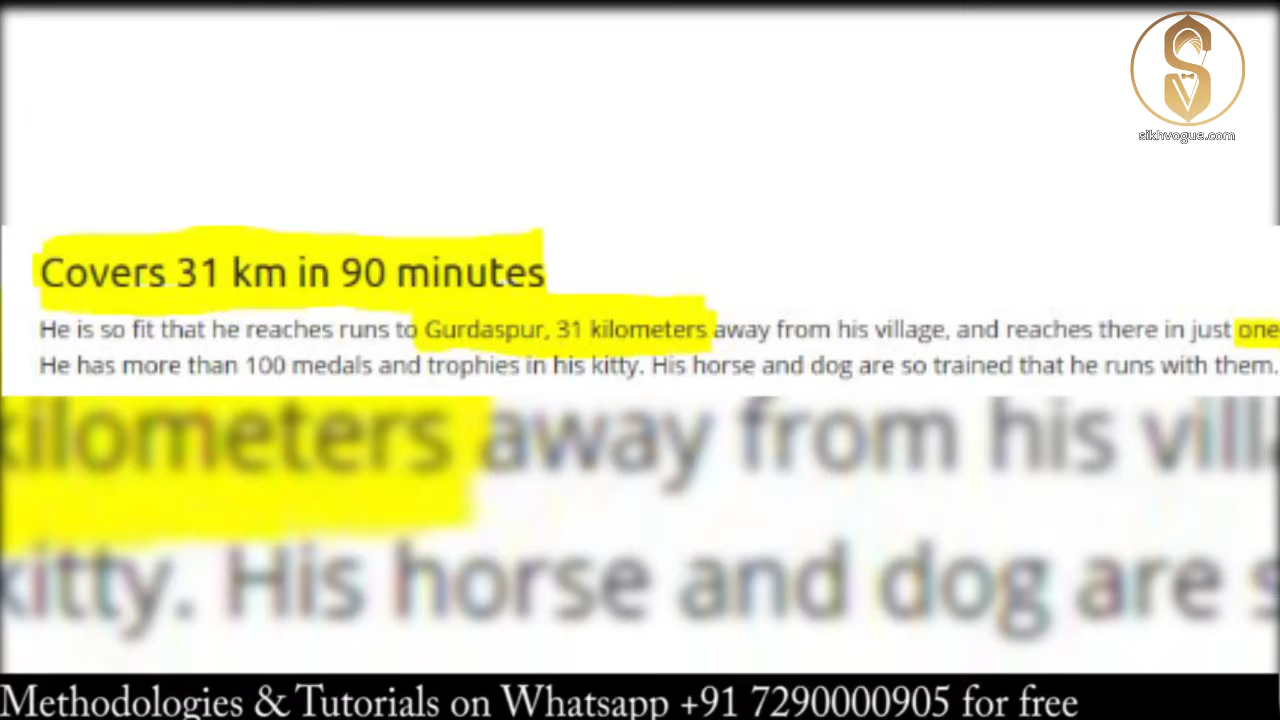 sikhvogue.com
Covers 31 km in 90 minutes
He is so fit that he reaches runs to Gurdaspur, 31 kilometers away from his village, and reaches there in just one
He has more than 100 medals and trophies in his kitty. His horse and dog are so trained that he runs with them.
kilometers away from his villa
kitty. His horse and dog are s
Methodologies & Tutorials on Whatsapp +91 7290000905 for free